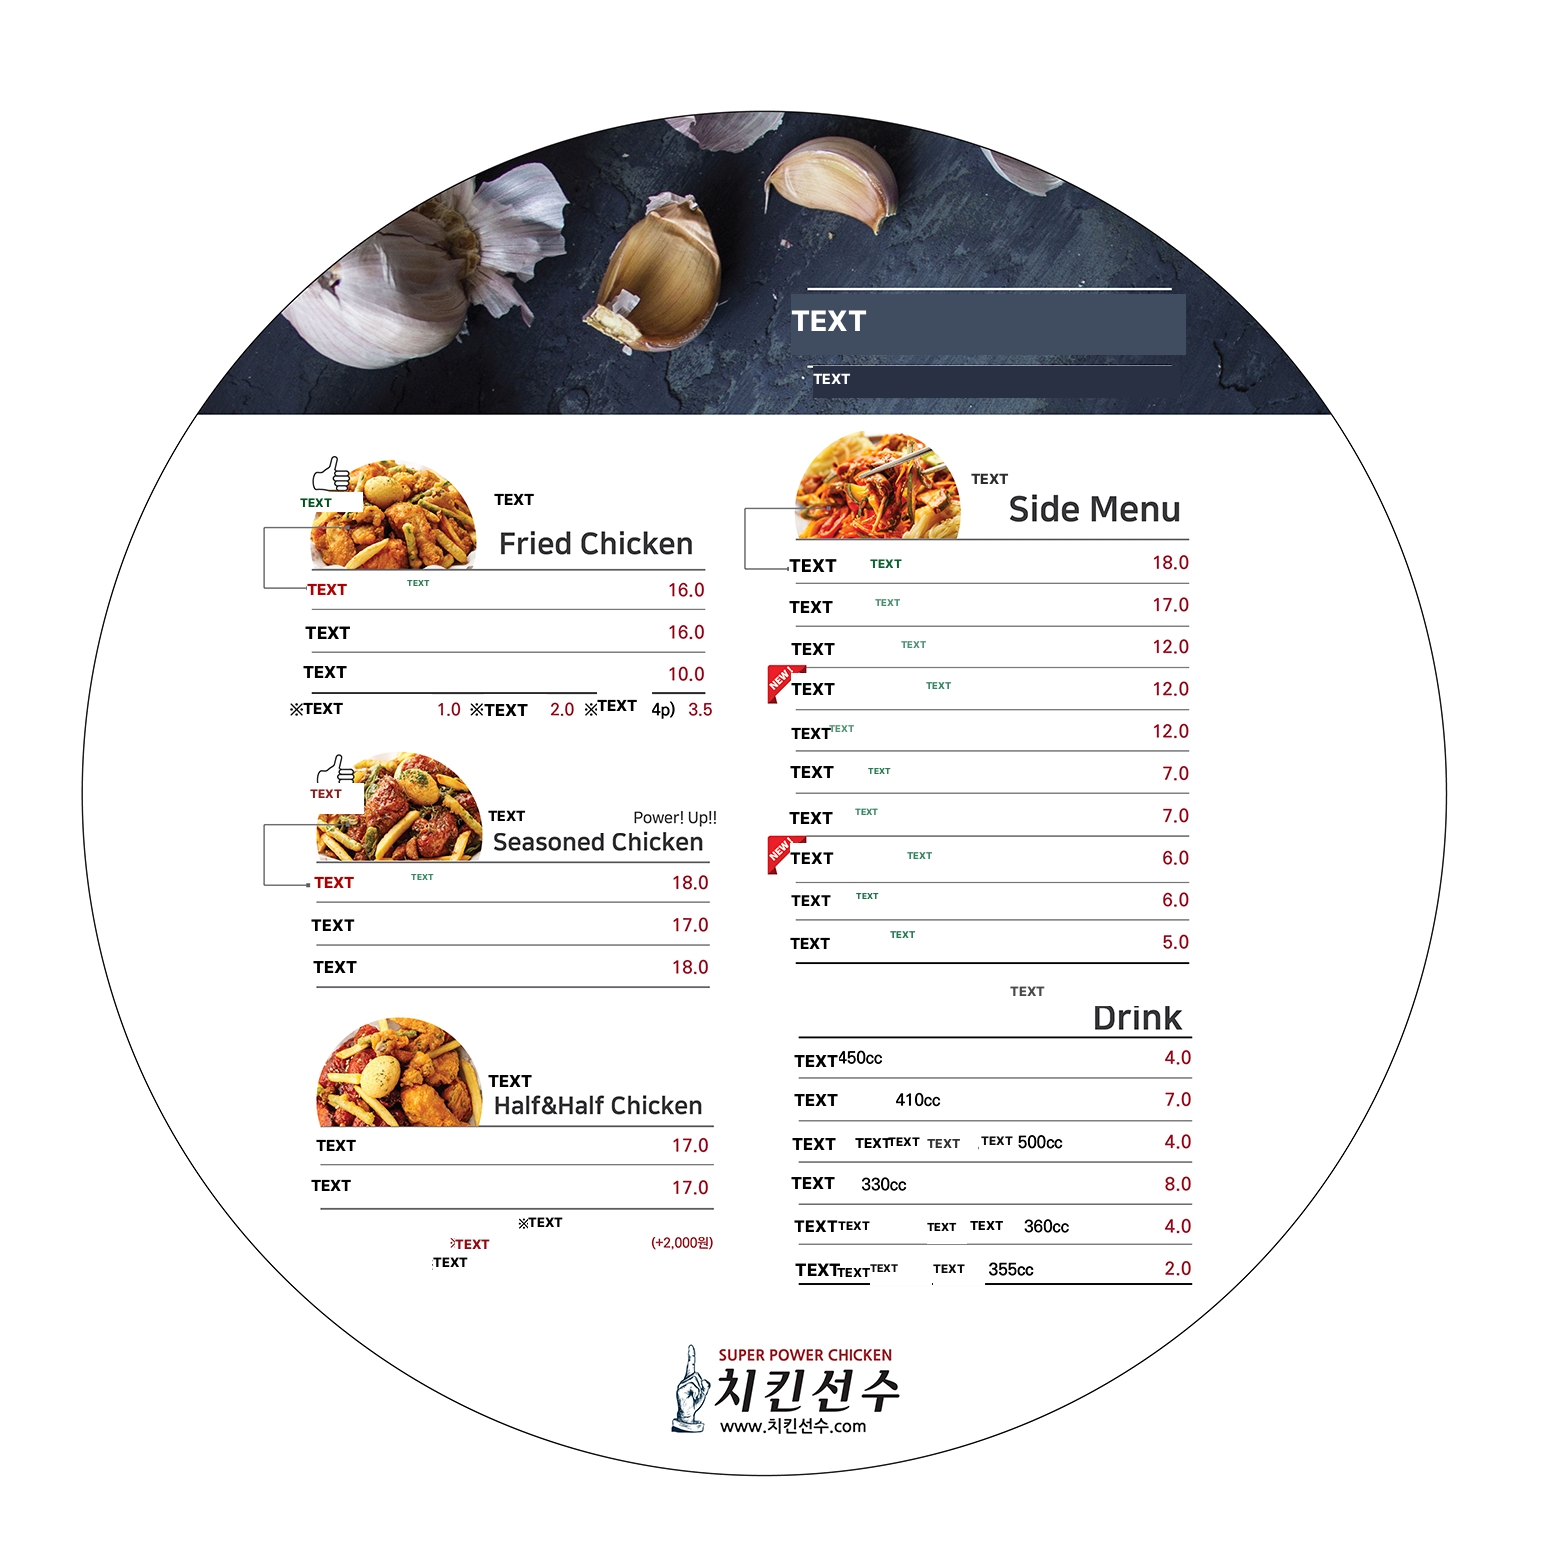 TEXT
TEXT
TEXT
TEXT
Fried Chicken
TEXT TEXT 16.0
TEXT 16.0
TEXT 10.0
※TEXT 1.0 ※TEXT 2.0 ※TEXT 4p) 3.5
TEXT
TEXT Power! Up!!
Seasoned Chicken
TEXT TEXT 18.0
TEXT 17.0
TEXT 18.0
TEXT
Half&Half Chicken
TEXT 17.0
TEXT 17.0
※TEXT
※TEXT (+2,000원)
TEXT
TEXT
Side Menu
TEXT TEXT 18.0
TEXT TEXT 17.0
TEXT TEXT 12.0
NEW! TEXT TEXT 12.0
TEXT TEXT 12.0
TEXT TEXT 7.0
TEXT TEXT 7.0
NEW! TEXT TEXT 6.0
TEXT TEXT 6.0
TEXT TEXT 5.0
TEXT
Drink
TEXT 450cc 4.0
TEXT 410cc 7.0
TEXT TEXT TEXT TEXT TEXT 500cc 4.0
TEXT 330cc 8.0
TEXT TEXT TEXT TEXT 360cc 4.0
TEXT TEXT TEXT TEXT 355cc 2.0
SUPER POWER CHICKEN
치킨선수
www.치킨선수.com